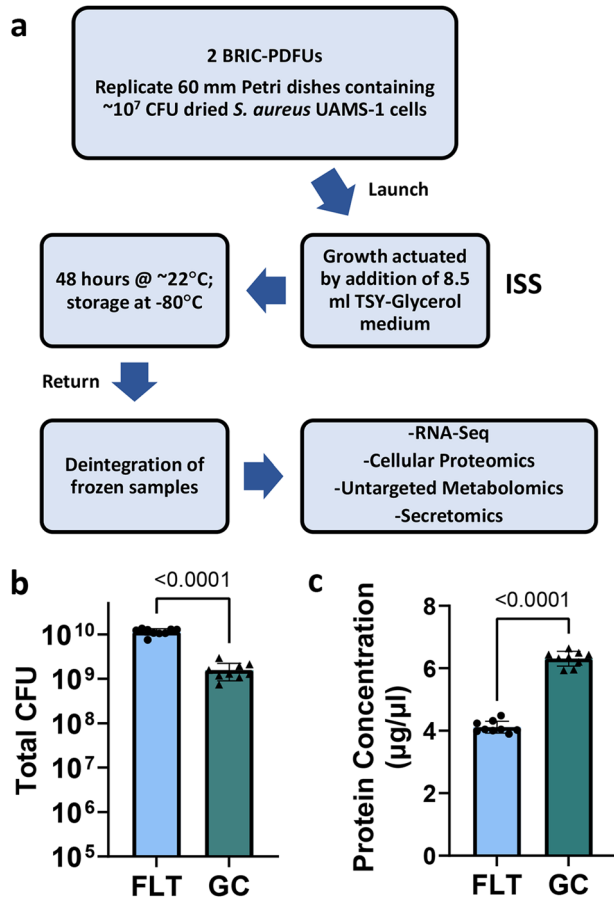 a
2 BRIC-PDFUs
Replicate 60 mm Petri dishes containing
~10⁷ CFU dried S. aureus UAMS-1 cells
Launch
48 hours @ ~22°C;
storage at -80°C
Growth actuated
by addition of 8.5
ml TSY-Glycerol
medium
ISS
Return
Deintegration of
frozen samples
-RNA-Seq
-Cellular Proteomics
-Untargeted Metabolomics
-Secretomics
b
<0.0001
Total CFU
10¹⁰
10⁹
10⁸
10⁷
10⁶
10⁵
FLT GC
c
<0.0001
Protein Concentration
(µg/µl)
8
6
4
2
0
FLT GC